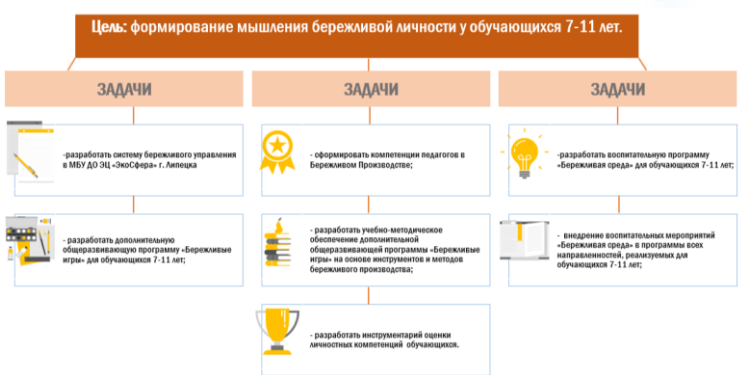 Цель: формирование мышления бережливой личности у обучающихся 7-11 лет.
ЗАДАЧИ
-разработать систему бережливого управления
в МБУ ДО ЭЦ «ЭкоСфера» г. Липецка
- разработать дополнительную
общеразвивающую программу «Бережливые
игры» для обучающихся 7-11 лет;
ЗАДАЧИ
- сформировать компетенции педагогов в
Бережливом Производстве;
- разработать учебно-методическое
обеспечение дополнительной
общеразвивающей программы «Бережливые
игры» на основе инструментов и методов
бережливого производства;
- разработать инструментарий оценки
личностных компетенций обучающихся.
ЗАДАЧИ
-разработать воспитательную программу
«Бережливая среда» для обучающихся 7-11 лет;
- внедрение воспитательных мероприятий
«Бережливая среда» в программы всех
направленностей, реализуемых для
обучающихся 7-11 лет;